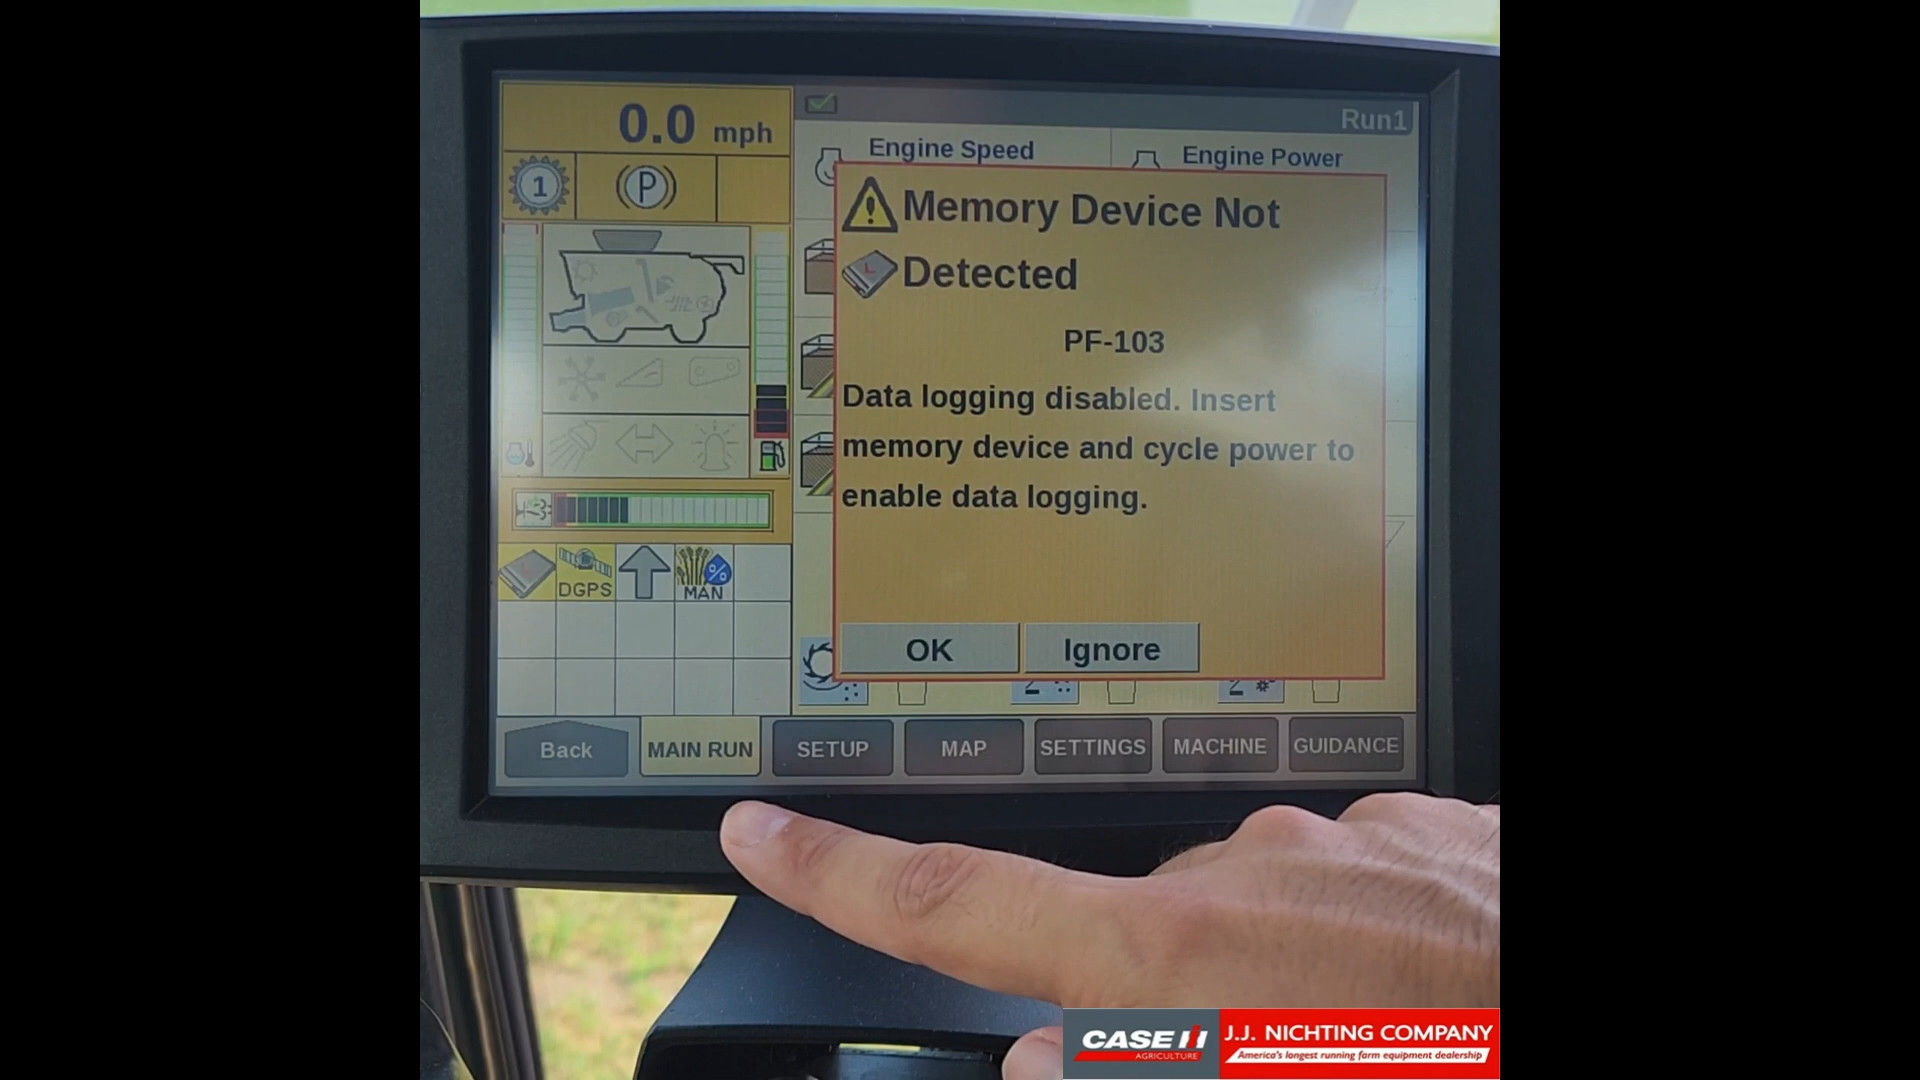 0.0 mph
1
P
DGPS
%
MAN
Run1
Engine Speed
Engine Power
Memory Device Not
Detected
PF-103
Data logging disabled. Insert
memory device and cycle power to
enable data logging.
OK
Ignore
Back
MAIN RUN
SETUP
MAP
SETTINGS
MACHINE
GUIDANCE
CASE IH
AGRICULTURE
J.J. NICHTING COMPANY
America's longest running farm equipment dealership